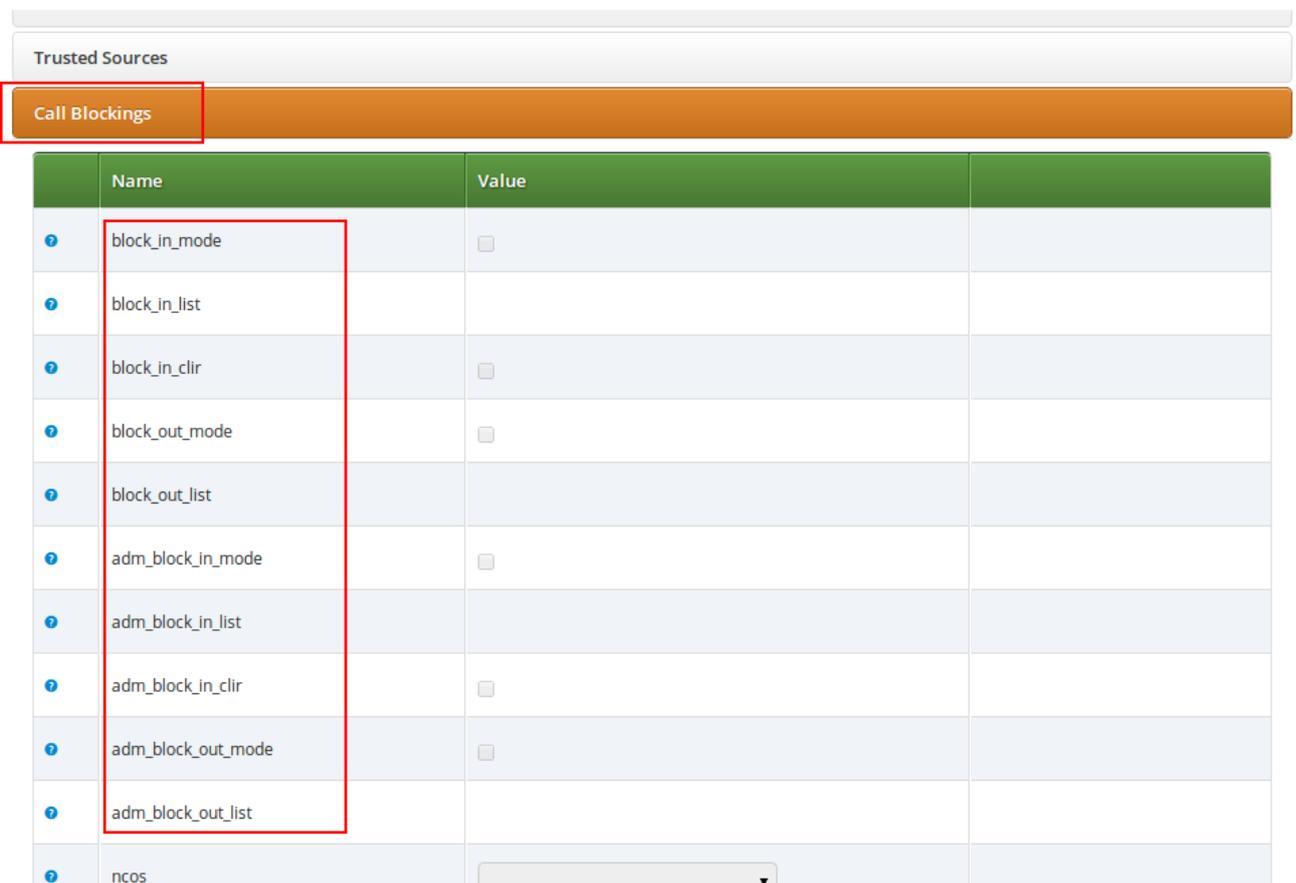 Trusted Sources
Call Blockings
Name Value
block_in_mode
block_in_list
block_in_clir
block_out_mode
block_out_list
adm_block_in_mode
adm_block_in_list
adm_block_in_clir
adm_block_out_mode
adm_block_out_list
ncos